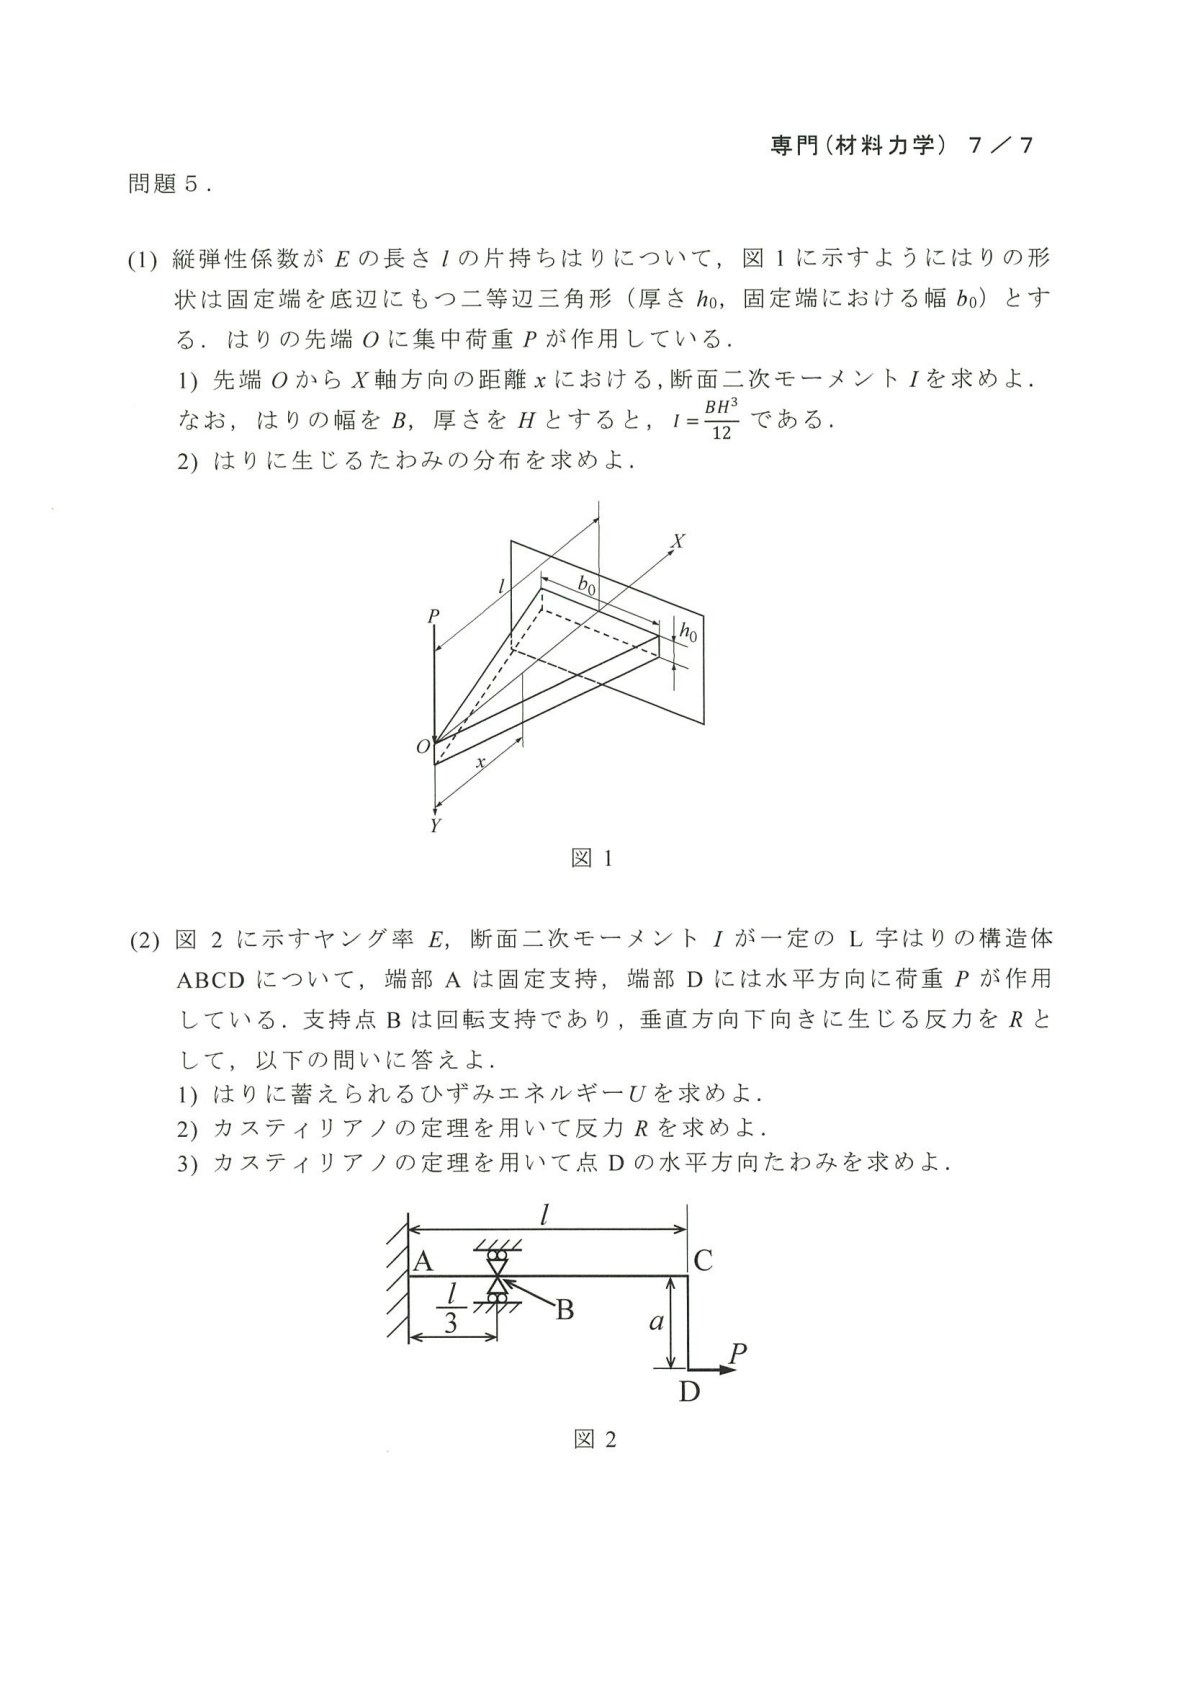 専門（材料力学） 7／7
問題５．
(1) 縦弾性係数が E の長さ l の片持ちはりについて，図 1 に示すようにはりの形
状は固定端を底辺にもつ二等辺三角形（厚さ h₀，固定端における幅 b₀）とす
る．はりの先端 O に集中荷重 P が作用している．
1) 先端 O から X 軸方向の距離 x における，断面二次モーメント I を求めよ．
なお，はりの幅を B，厚さを H とすると， I = BH³/12 である．
2) はりに生じるたわみの分布を求めよ．
X
l
b₀
P
h₀
O
x
Y
図 1
(2) 図 2 に示すヤング率 E，断面二次モーメント I が一定の L 字はりの構造体
ABCD について，端部 A は固定支持，端部 D には水平方向に荷重 P が作用
している．支持点 B は回転支持であり，垂直方向下向きに生じる反力を R と
して，以下の問いに答えよ．
1) はりに蓄えられるひずみエネルギーU を求めよ．
2) カスティリアノの定理を用いて反力 R を求めよ．
3) カスティリアノの定理を用いて点 D の水平方向たわみを求めよ．
l
A
C
l/3
B
a
P
D
図 2